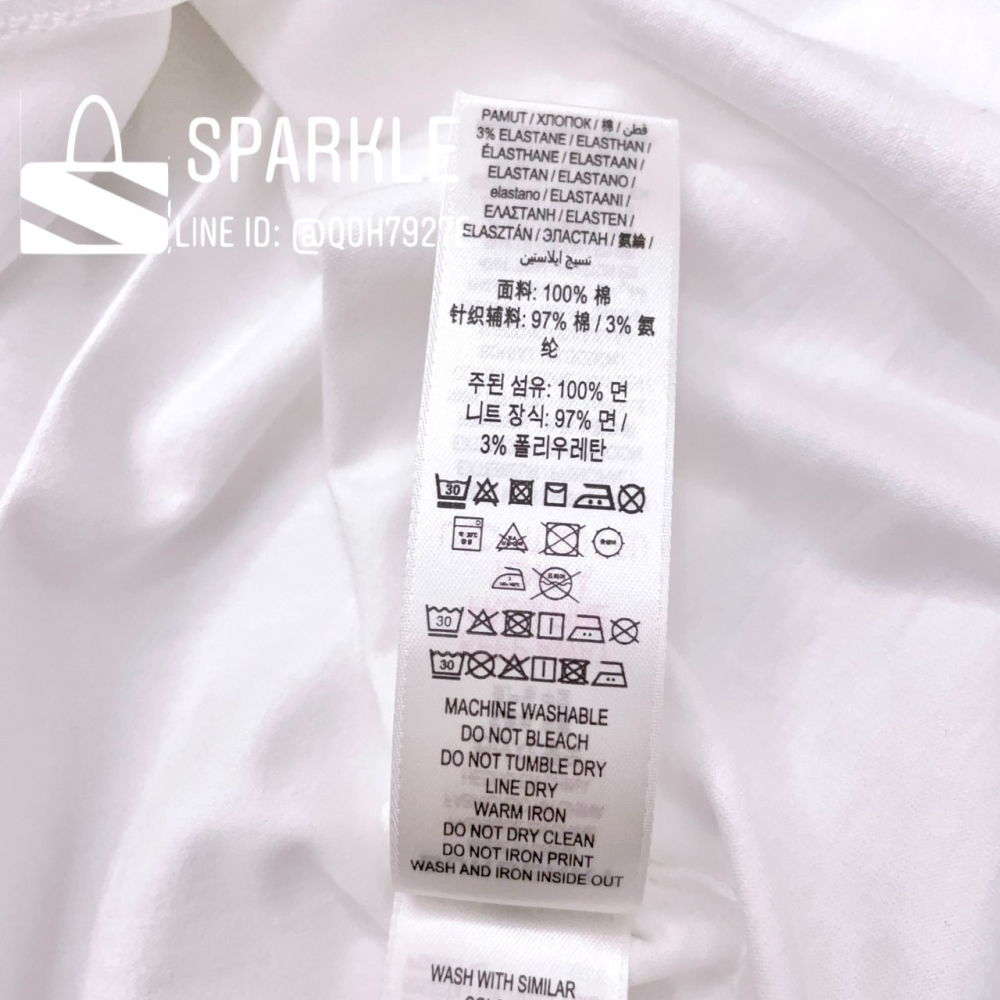 SPARKLE
LINE ID: @QOH7927E
PAMUT / ХЛОПОК / 棉 / قطن
3% ELASTANE / ELASTHAN /
ÉLASTHANE / ELASTAAN /
ELASTAN / ELASTANO /
elastano / ELASTAANI /
ΕΛΑΣΤΑΝΗ / ELASTEN /
ELASZTÁN / ЭЛАСТАН / 氨綸 /
نسيج ايلاستين
面料: 100% 棉
针织辅料: 97% 棉 / 3% 氨
纶
주된 섬유: 100% 면
니트 장식: 97% 면 /
3% 폴리우레탄
30
30
30
MACHINE WASHABLE
DO NOT BLEACH
DO NOT TUMBLE DRY
LINE DRY
WARM IRON
DO NOT DRY CLEAN
DO NOT IRON PRINT
WASH AND IRON INSIDE OUT
WASH WITH SIMILAR